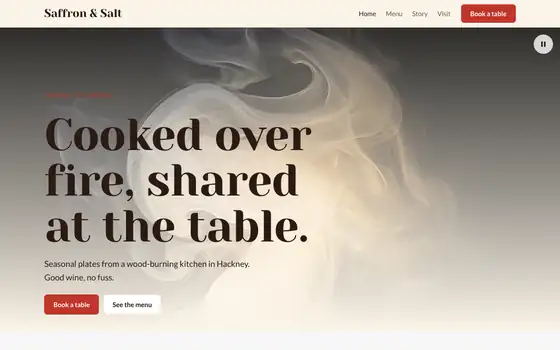 Saffron & Salt
Home Menu Story Visit Book a table
Cooked over
fire, shared
at the table.
Seasonal plates from a wood-burning kitchen in Hackney.
Good wine, no fuss.
Book a table See the menu